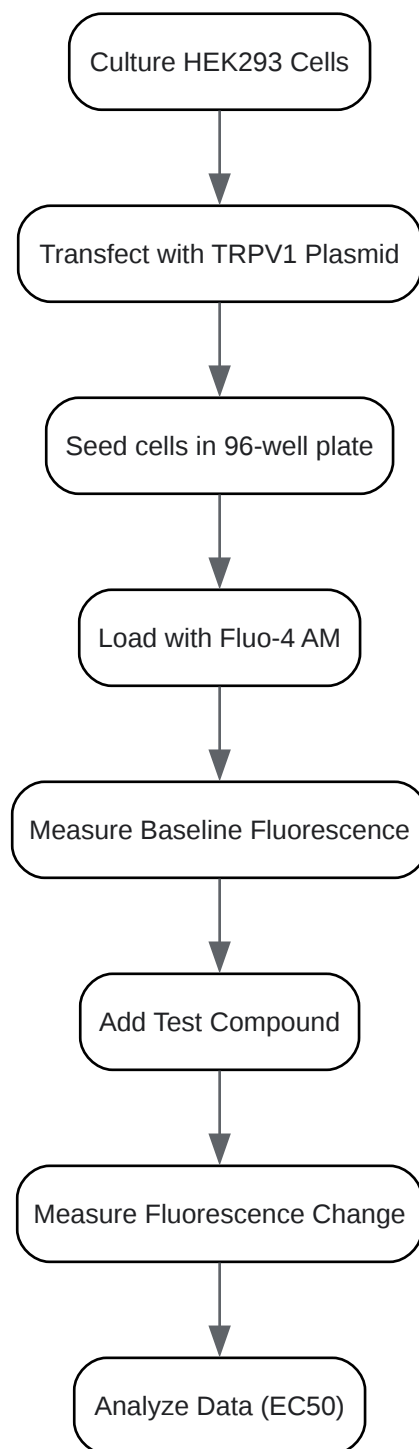 Culture HEK293 Cells
Transfect with TRPV1 Plasmid
Seed cells in 96-well plate
Load with Fluo-4 AM
Measure Baseline Fluorescence
Add Test Compound
Measure Fluorescence Change
Analyze Data (EC50)